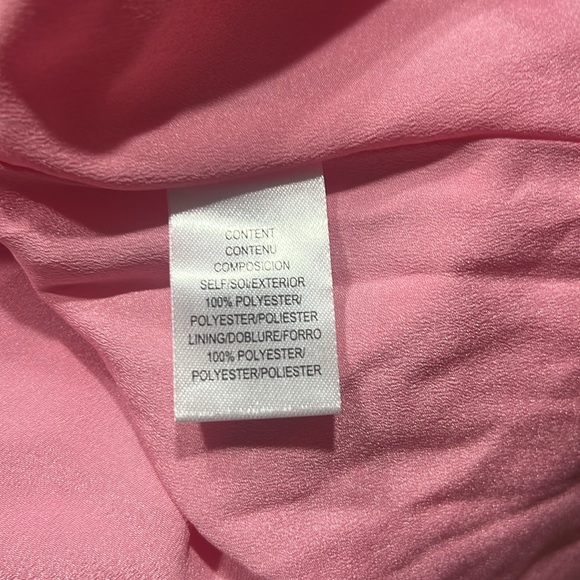 CONTENT
CONTENU
COMPOSICION
SELF/SOI/EXTERIOR
100% POLYESTER/
POLYESTER/POLIESTER
LINING/DOBLURE/FORRO
100% POLYESTER/
POLYESTER/POLIESTER